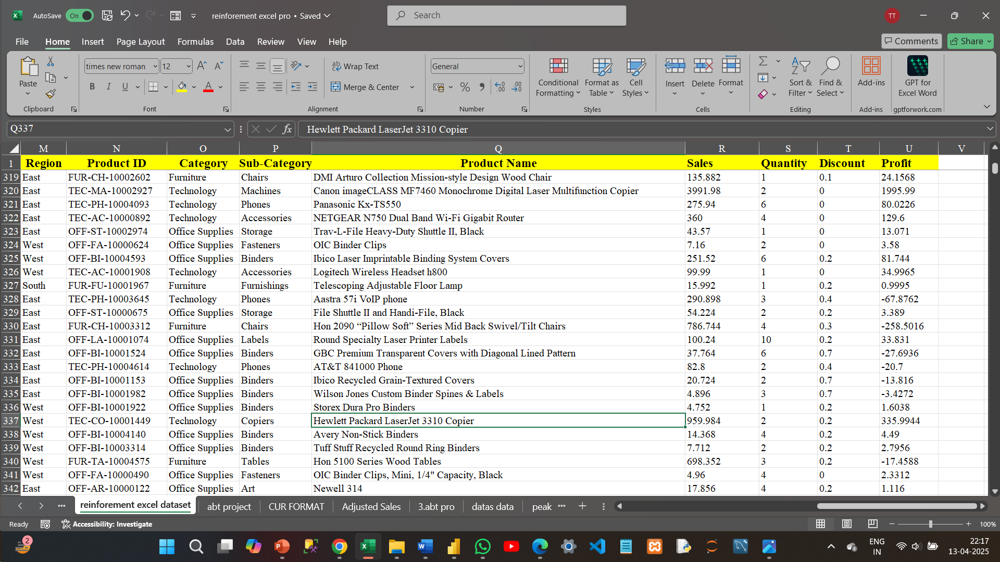 AutoSave On reinforement excel pro • Saved Search TT
File Home Insert Page Layout Formulas Data Review View Help Comments Share
Paste times new roman 12 Wrap Text General Conditional Formatting Format as Table Cell Styles Insert Delete Format Sort & Filter Find & Select Add-ins GPT for Excel Word
B I U A Merge & Center % ,
Clipboard Font Alignment Number Styles Cells Editing Add-ins gptforwork.com
Q337 fx Hewlett Packard LaserJet 3310 Copier
M N O P Q R S T U V
1 Region Product ID Category Sub-Category Product Name Sales Quantity Discount Profit
319 East FUR-CH-10002602 Furniture Chairs DMI Arturo Collection Mission-style Design Wood Chair 135.882 1 0.1 24.1568
320 East TEC-MA-10002927 Technology Machines Canon imageCLASS MF7460 Monochrome Digital Laser Multifunction Copier 3991.98 2 0 1995.99
321 East TEC-PH-10004093 Technology Phones Panasonic Kx-TS550 275.94 6 0 80.0226
322 East TEC-AC-10000892 Technology Accessories NETGEAR N750 Dual Band Wi-Fi Gigabit Router 360 4 0 129.6
323 East OFF-ST-10002974 Office Supplies Storage Trav-L-File Heavy-Duty Shuttle II, Black 43.57 1 0 13.071
324 West OFF-FA-10000624 Office Supplies Fasteners OIC Binder Clips 7.16 2 0 3.58
325 West OFF-BI-10004593 Office Supplies Binders Ibico Laser Imprintable Binding System Covers 251.52 6 0.2 81.744
326 West TEC-AC-10001908 Technology Accessories Logitech Wireless Headset h800 99.99 1 0 34.9965
327 South FUR-FU-10001967 Furniture Furnishings Telescoping Adjustable Floor Lamp 15.992 1 0.2 0.9995
328 East TEC-PH-10003645 Technology Phones Aastra 57i VoIP phone 290.898 3 0.4 -67.8762
329 East OFF-ST-10000675 Office Supplies Storage File Shuttle II and Handi-File, Black 54.224 2 0.2 3.389
330 East FUR-CH-10003312 Furniture Chairs Hon 2090 “Pillow Soft” Series Mid Back Swivel/Tilt Chairs 786.744 4 0.3 -258.5016
331 East OFF-LA-10001074 Office Supplies Labels Round Specialty Laser Printer Labels 100.24 10 0.2 33.831
332 East OFF-BI-10001524 Office Supplies Binders GBC Premium Transparent Covers with Diagonal Lined Pattern 37.764 6 0.7 -27.6936
333 East TEC-PH-10004614 Technology Phones AT&T 841000 Phone 82.8 2 0.4 -20.7
334 East OFF-BI-10001153 Office Supplies Binders Ibico Recycled Grain-Textured Covers 20.724 2 0.7 -13.816
335 East OFF-BI-10001982 Office Supplies Binders Wilson Jones Custom Binder Spines & Labels 4.896 3 0.7 -3.4272
336 West OFF-BI-10001922 Office Supplies Binders Storex Dura Pro Binders 4.752 1 0.2 1.6038
337 West TEC-CO-10001449 Technology Copiers Hewlett Packard LaserJet 3310 Copier 959.984 2 0.2 335.9944
338 West OFF-BI-10004140 Office Supplies Binders Avery Non-Stick Binders 14.368 4 0.2 4.49
339 West OFF-BI-10003314 Office Supplies Binders Tuff Stuff Recycled Round Ring Binders 7.712 2 0.2 2.7956
340 West FUR-TA-10004575 Furniture Tables Hon 5100 Series Wood Tables 698.352 3 0.2 -17.4588
341 West OFF-FA-10000490 Office Supplies Fasteners OIC Binder Clips, Mini, 1/4" Capacity, Black 4.96 4 0 2.3312
342 East OFF-AR-10000122 Office Supplies Art Newell 314 17.856 4 0.2 1.116
reinforement excel dataset abt project CUR FORMAT Adjusted Sales 3.abt pro datas data peak
Ready Accessibility: Investigate 100%
2 ENG IN 22:17 13-04-2025